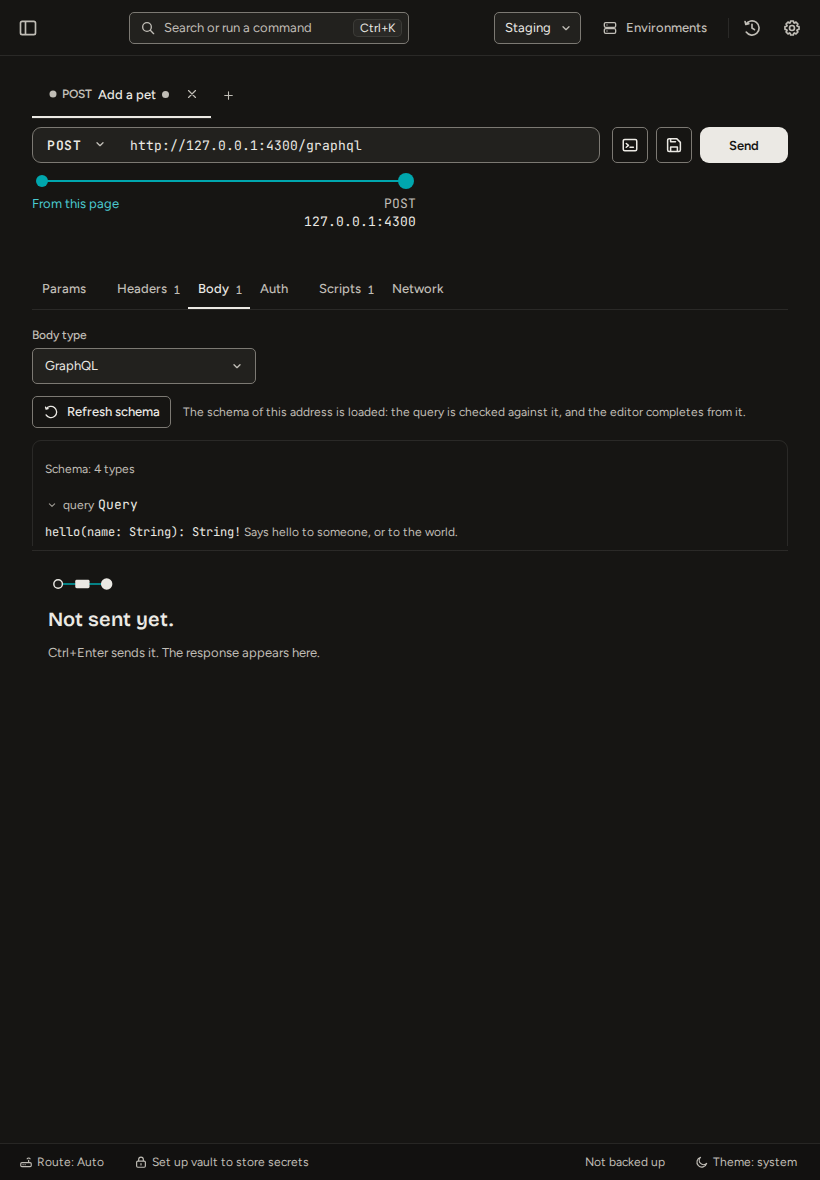 Search or run a command Ctrl+K Staging Environments
POST Add a pet
POST http://127.0.0.1:4300/graphql Send
From this page POST
127.0.0.1:4300
Params Headers 1 Body 1 Auth Scripts 1 Network
Body type
GraphQL
Refresh schema The schema of this address is loaded: the query is checked against it, and the editor completes from it.
Schema: 4 types
query Query
hello(name: String): String! Says hello to someone, or to the world.
Not sent yet.
Ctrl+Enter sends it. The response appears here.
Route: Auto Set up vault to store secrets Not backed up Theme: system